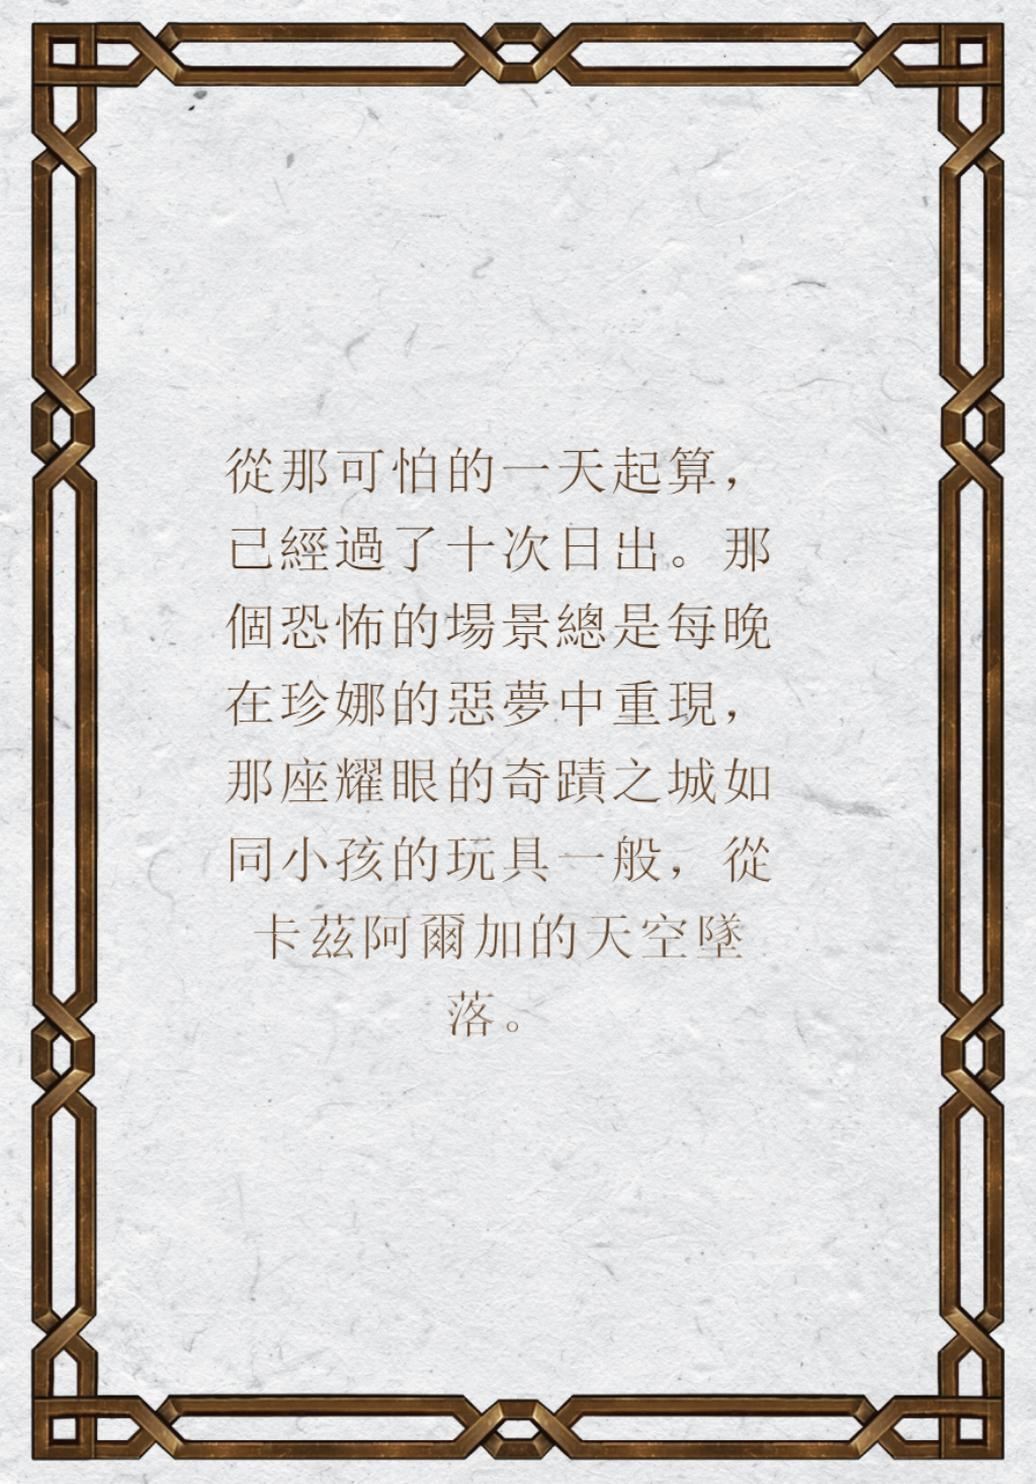 從那可怕的一天起算，
已經過了十次日出。那
個恐怖的場景總是每晚
在珍娜的惡夢中重現，
那座耀眼的奇蹟之城如
同小孩的玩具一般，從
卡茲阿爾加的天空墜
落。